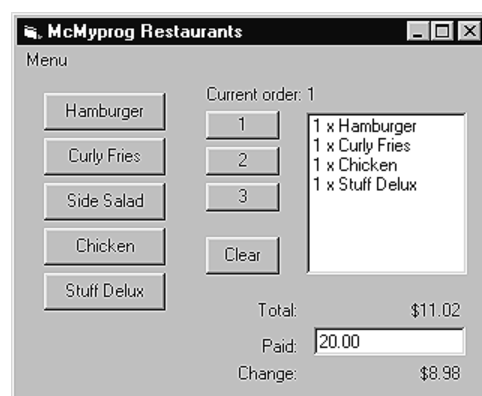 McMyprog Restaurants
Menu
Current order: 1
Hamburger
Curly Fries
Side Salad
Chicken
Stuff Delux
1
2
3
Clear
1 x Hamburger
1 x Curly Fries
1 x Chicken
1 x Stuff Delux
Total: $11.02
Paid: 20.00
Change: $8.98